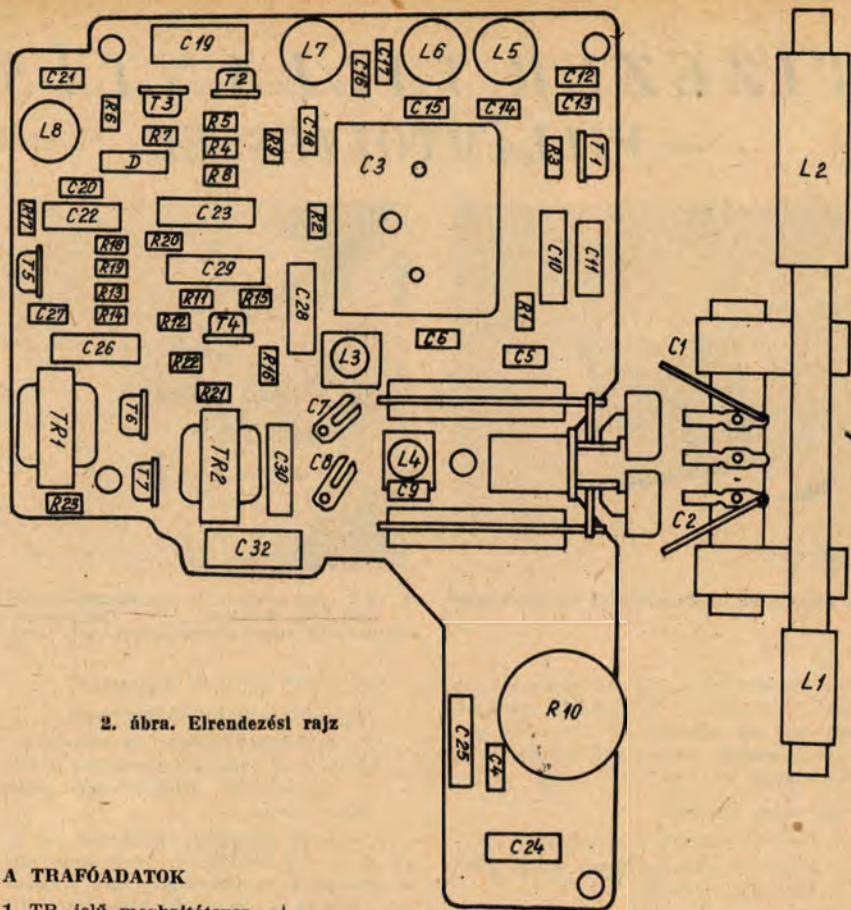 C19
L7
L6
L5
C21
T3
T2
C16
C17
C12
C13
R6
R5
C18
C15
C14
L8
R7
R4
R9
C3
R3
T1
D
R8
L2
C20
R17
C22
C23
R2
R18
R20
C10
C11
T5
R19
C29
R13
R11
R15
C28
C27
R14
R12
T4
R1
C6
C26
R22
R16
L3
C5
C1
R21
C7
TR1
T6
TR2
C8
L4
T7
C30
C9
R23
C2
C32
L1
2. ábra. Elrendezési rajz
C25
R10
C4
C24
A TRAFÓADATOK